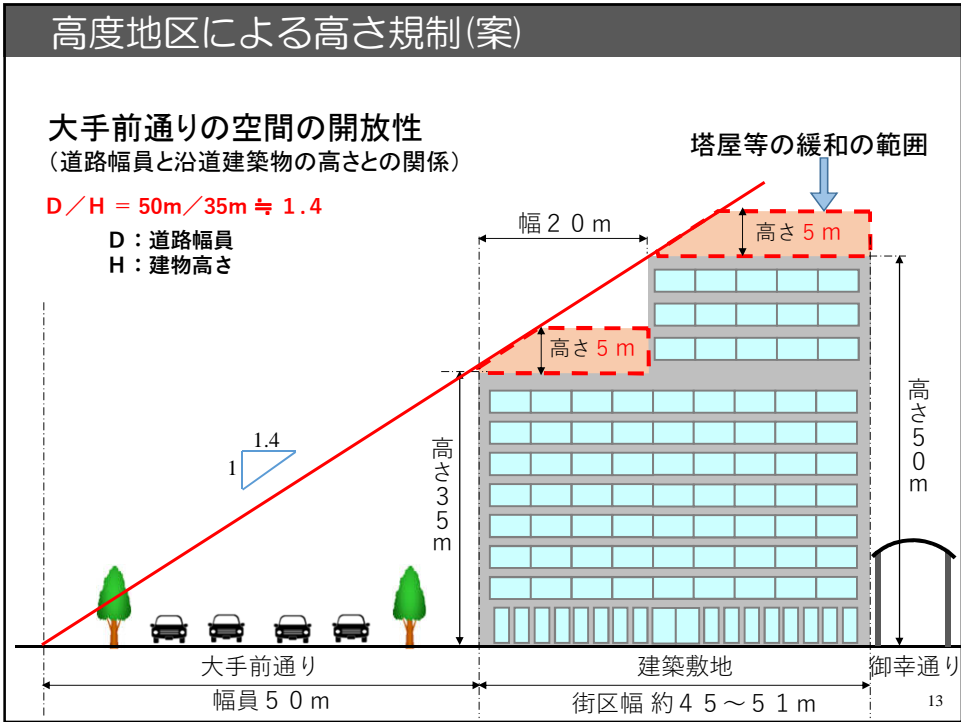 高度地区による高さ規制(案)
大手前通りの空間の開放性
（道路幅員と沿道建築物の高さとの関係）
D／H = 50m／35m ≒ 1.4
D：道路幅員
H：建物高さ
塔屋等の緩和の範囲
幅２０ｍ
高さ５ｍ
高さ５ｍ
1.4
1
高さ３５ｍ
高さ５０ｍ
大手前通り
建築敷地
御幸通り
幅員５０ｍ
街区幅 約４５～５１ｍ
13